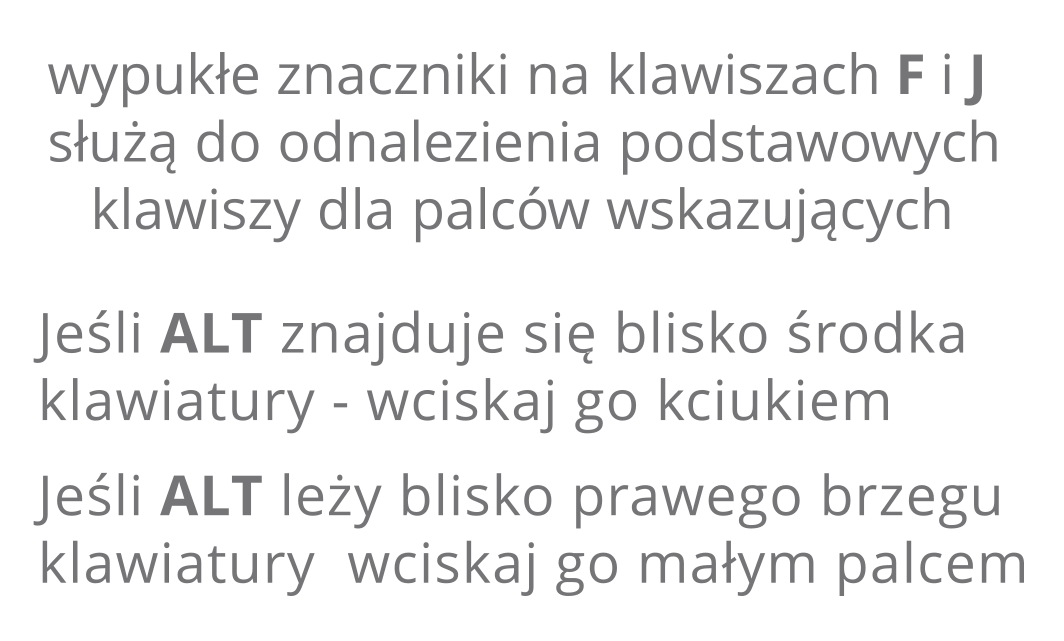 wypukłe znaczniki na klawiszach F i J
służą do odnalezienia podstawowych
klawiszy dla palców wskazujących
Jeśli ALT znajduje się blisko środka
klawiatury - wciskaj go kciukiem
Jeśli ALT leży blisko prawego brzegu
klawiatury  wciskaj go małym palcem